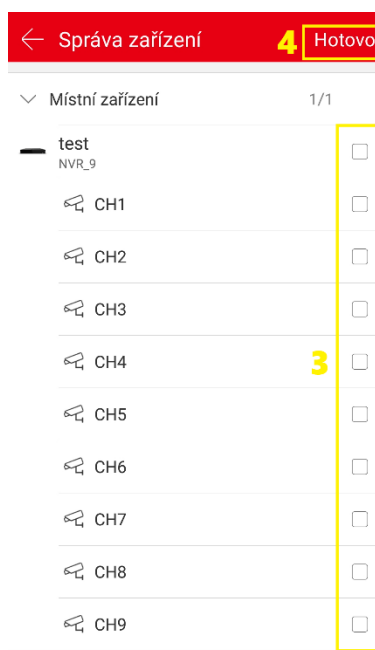 Správa zařízení
4 Hotovo
Místní zařízení 1/1
test
NVR_9
CH1
CH2
CH3
CH4
3
CH5
CH6
CH7
CH8
CH9